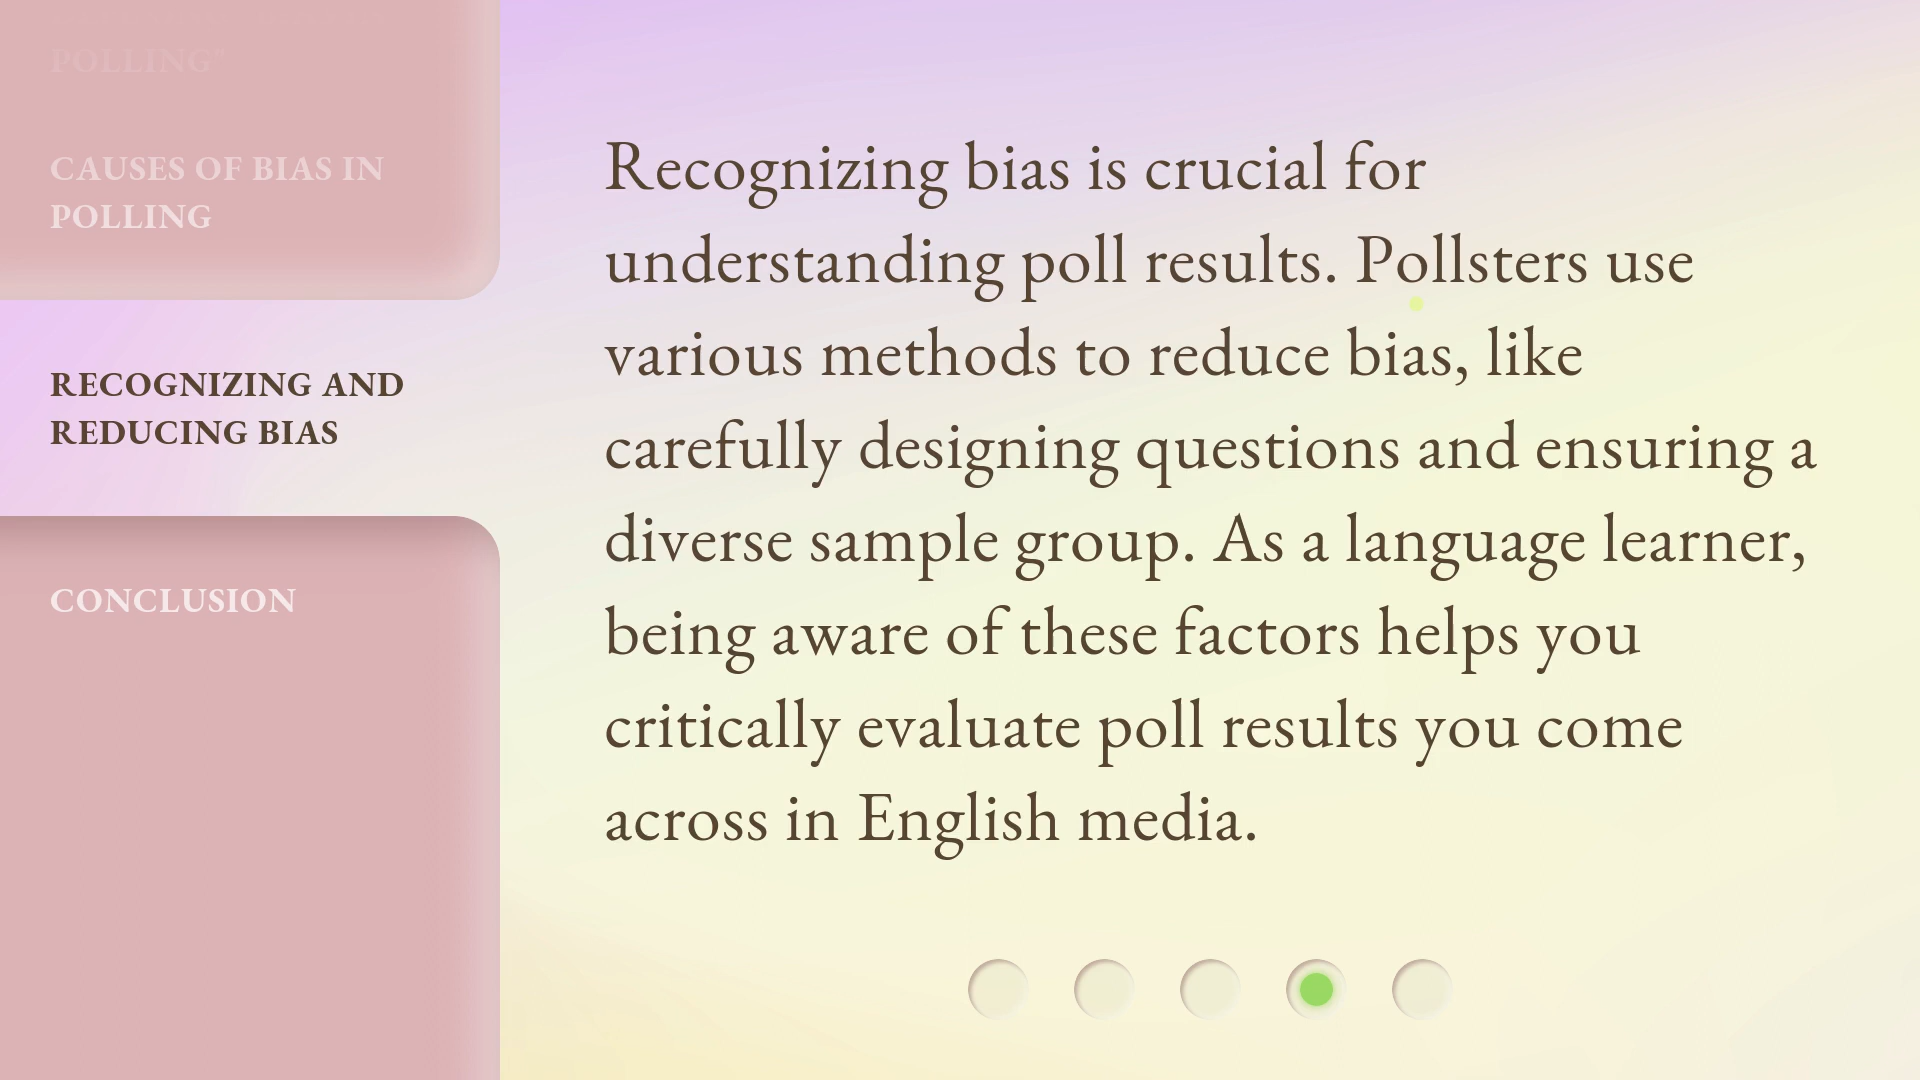 POLLING"
CAUSES OF BIAS IN
POLLING
RECOGNIZING AND
REDUCING BIAS
CONCLUSION
Recognizing bias is crucial for
understanding poll results. Pollsters use
various methods to reduce bias, like
carefully designing questions and ensuring a
diverse sample group. As a language learner,
being aware of these factors helps you
critically evaluate poll results you come
across in English media.